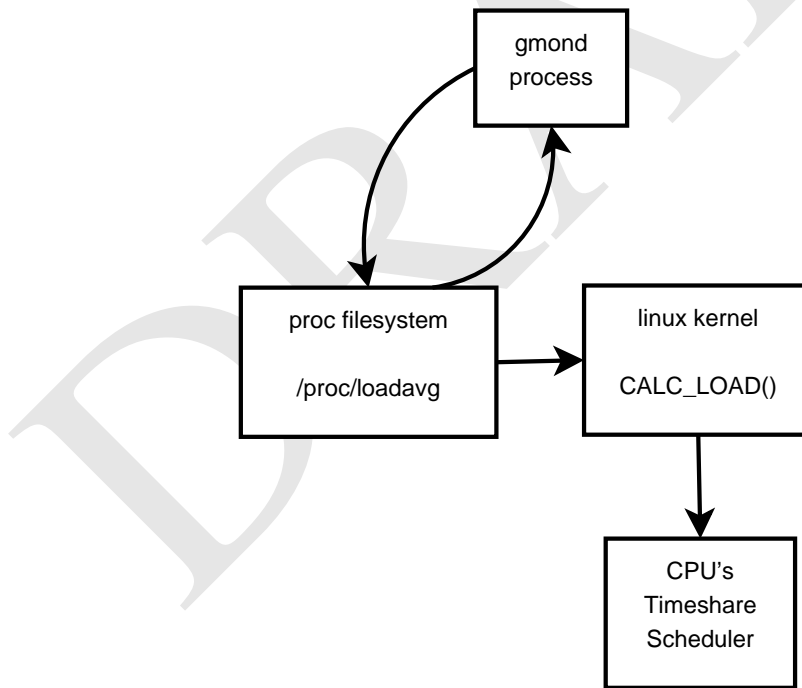 gmond
process
proc filesystem
/proc/loadavg
linux kernel
CALC_LOAD()
CPU's
Timeshare
Scheduler